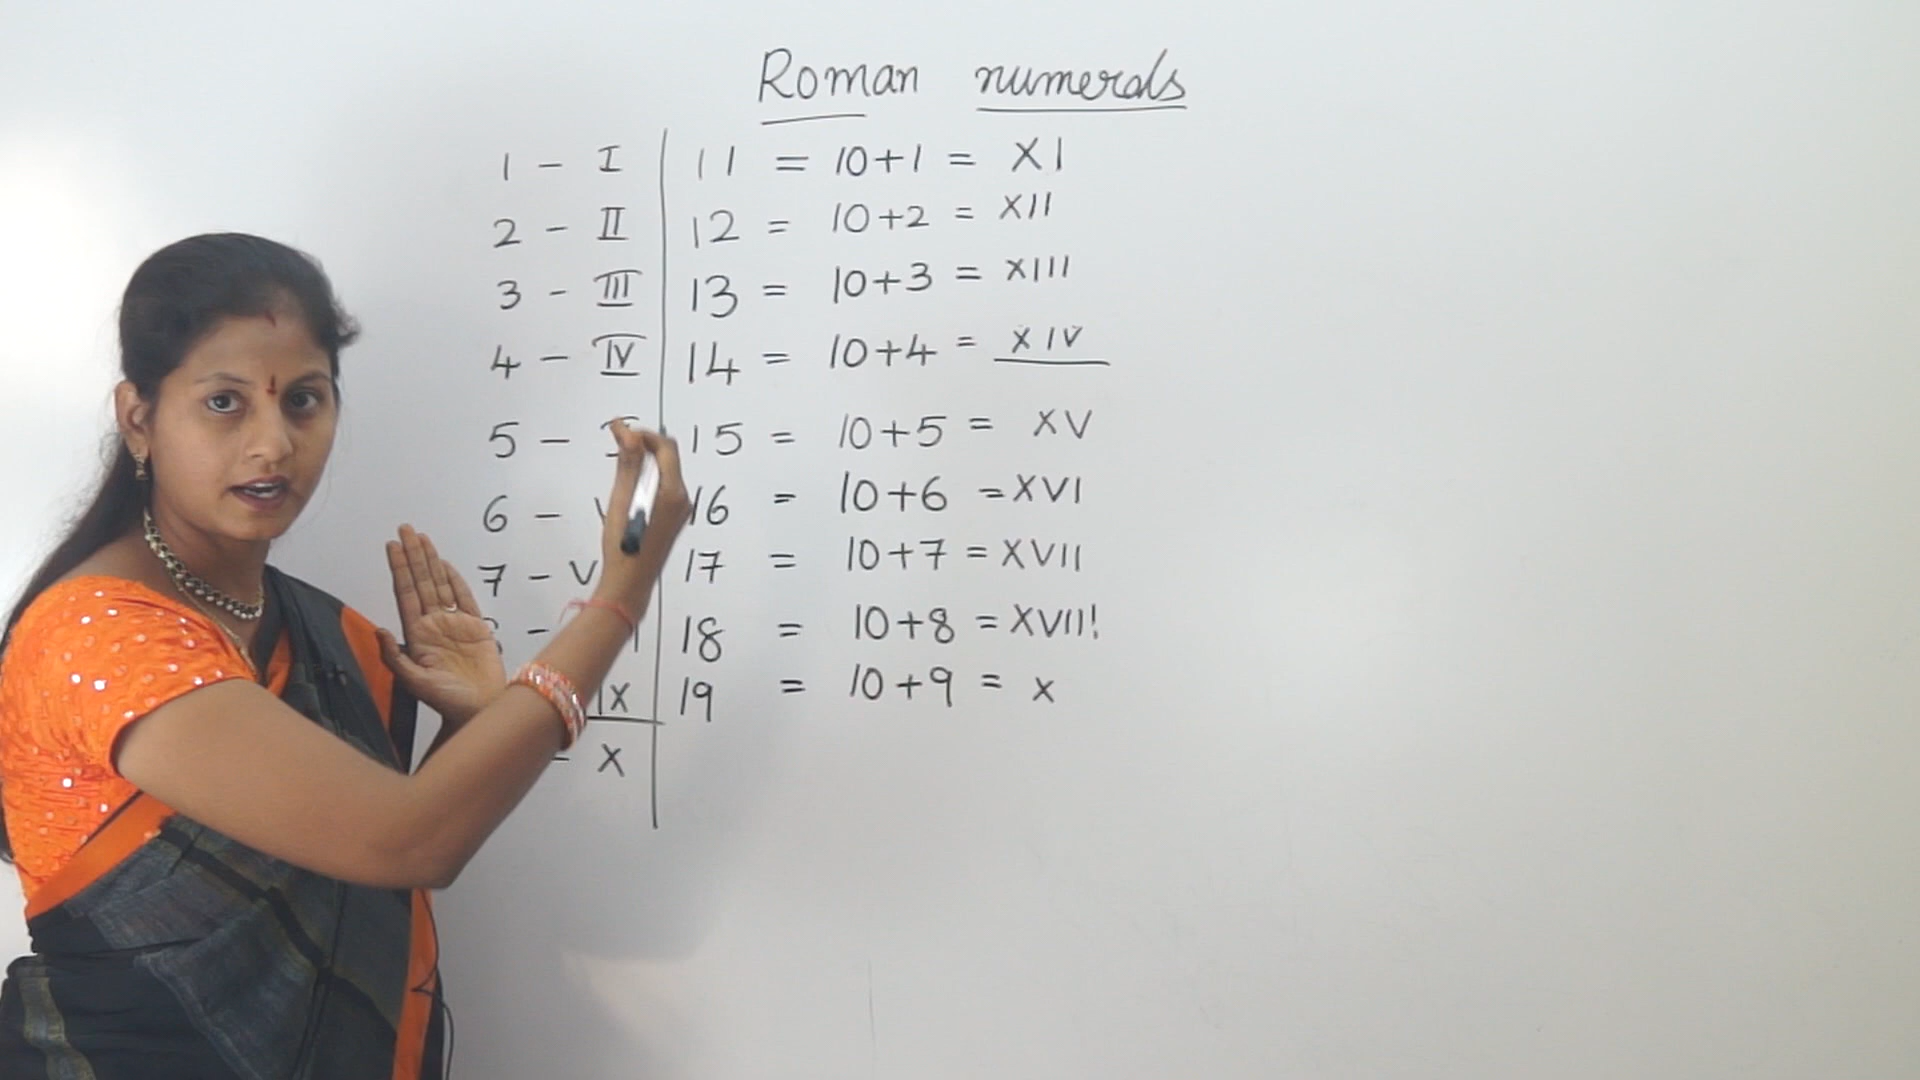 Roman numerals
1 - I
2 - II
3 - III
4 - IV
5 -
6 -
7 - V
-
IX
- X
11 = 10+1 = XI
12 = 10+2 = XII
13 = 10+3 = XIII
14 = 10+4 = XIV
15 = 10+5 = XV
16 = 10+6 = XVI
17 = 10+7 = XVII
18 = 10+8 = XVIII
19 = 10+9 = X